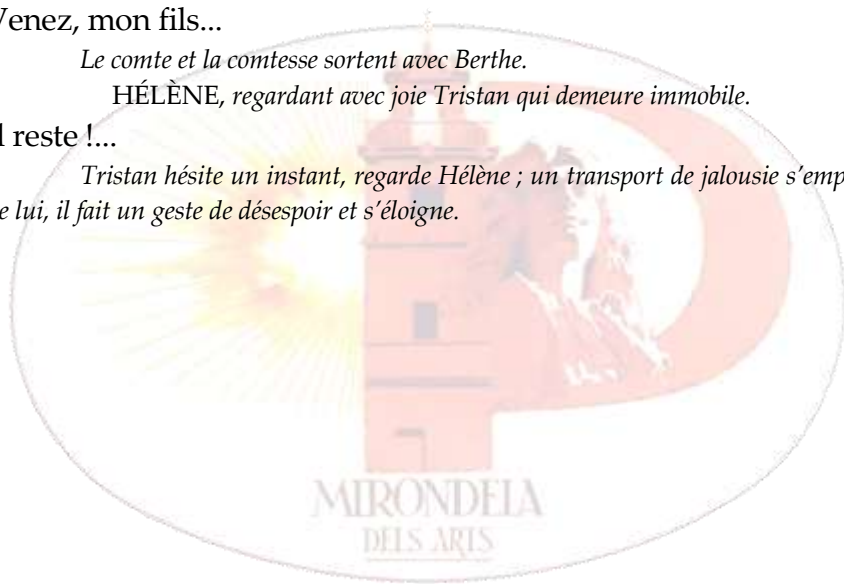 Venez, mon fils...
Le comte et la comtesse sortent avec Berthe.
HÉLÈNE, regardant avec joie Tristan qui demeure immobile.
l reste !...
Tristan hésite un instant, regarde Hélène ; un transport de jalousie s’emp
e lui, il fait un geste de désespoir et s’éloigne.
MIRONDELA
DELS ARTS